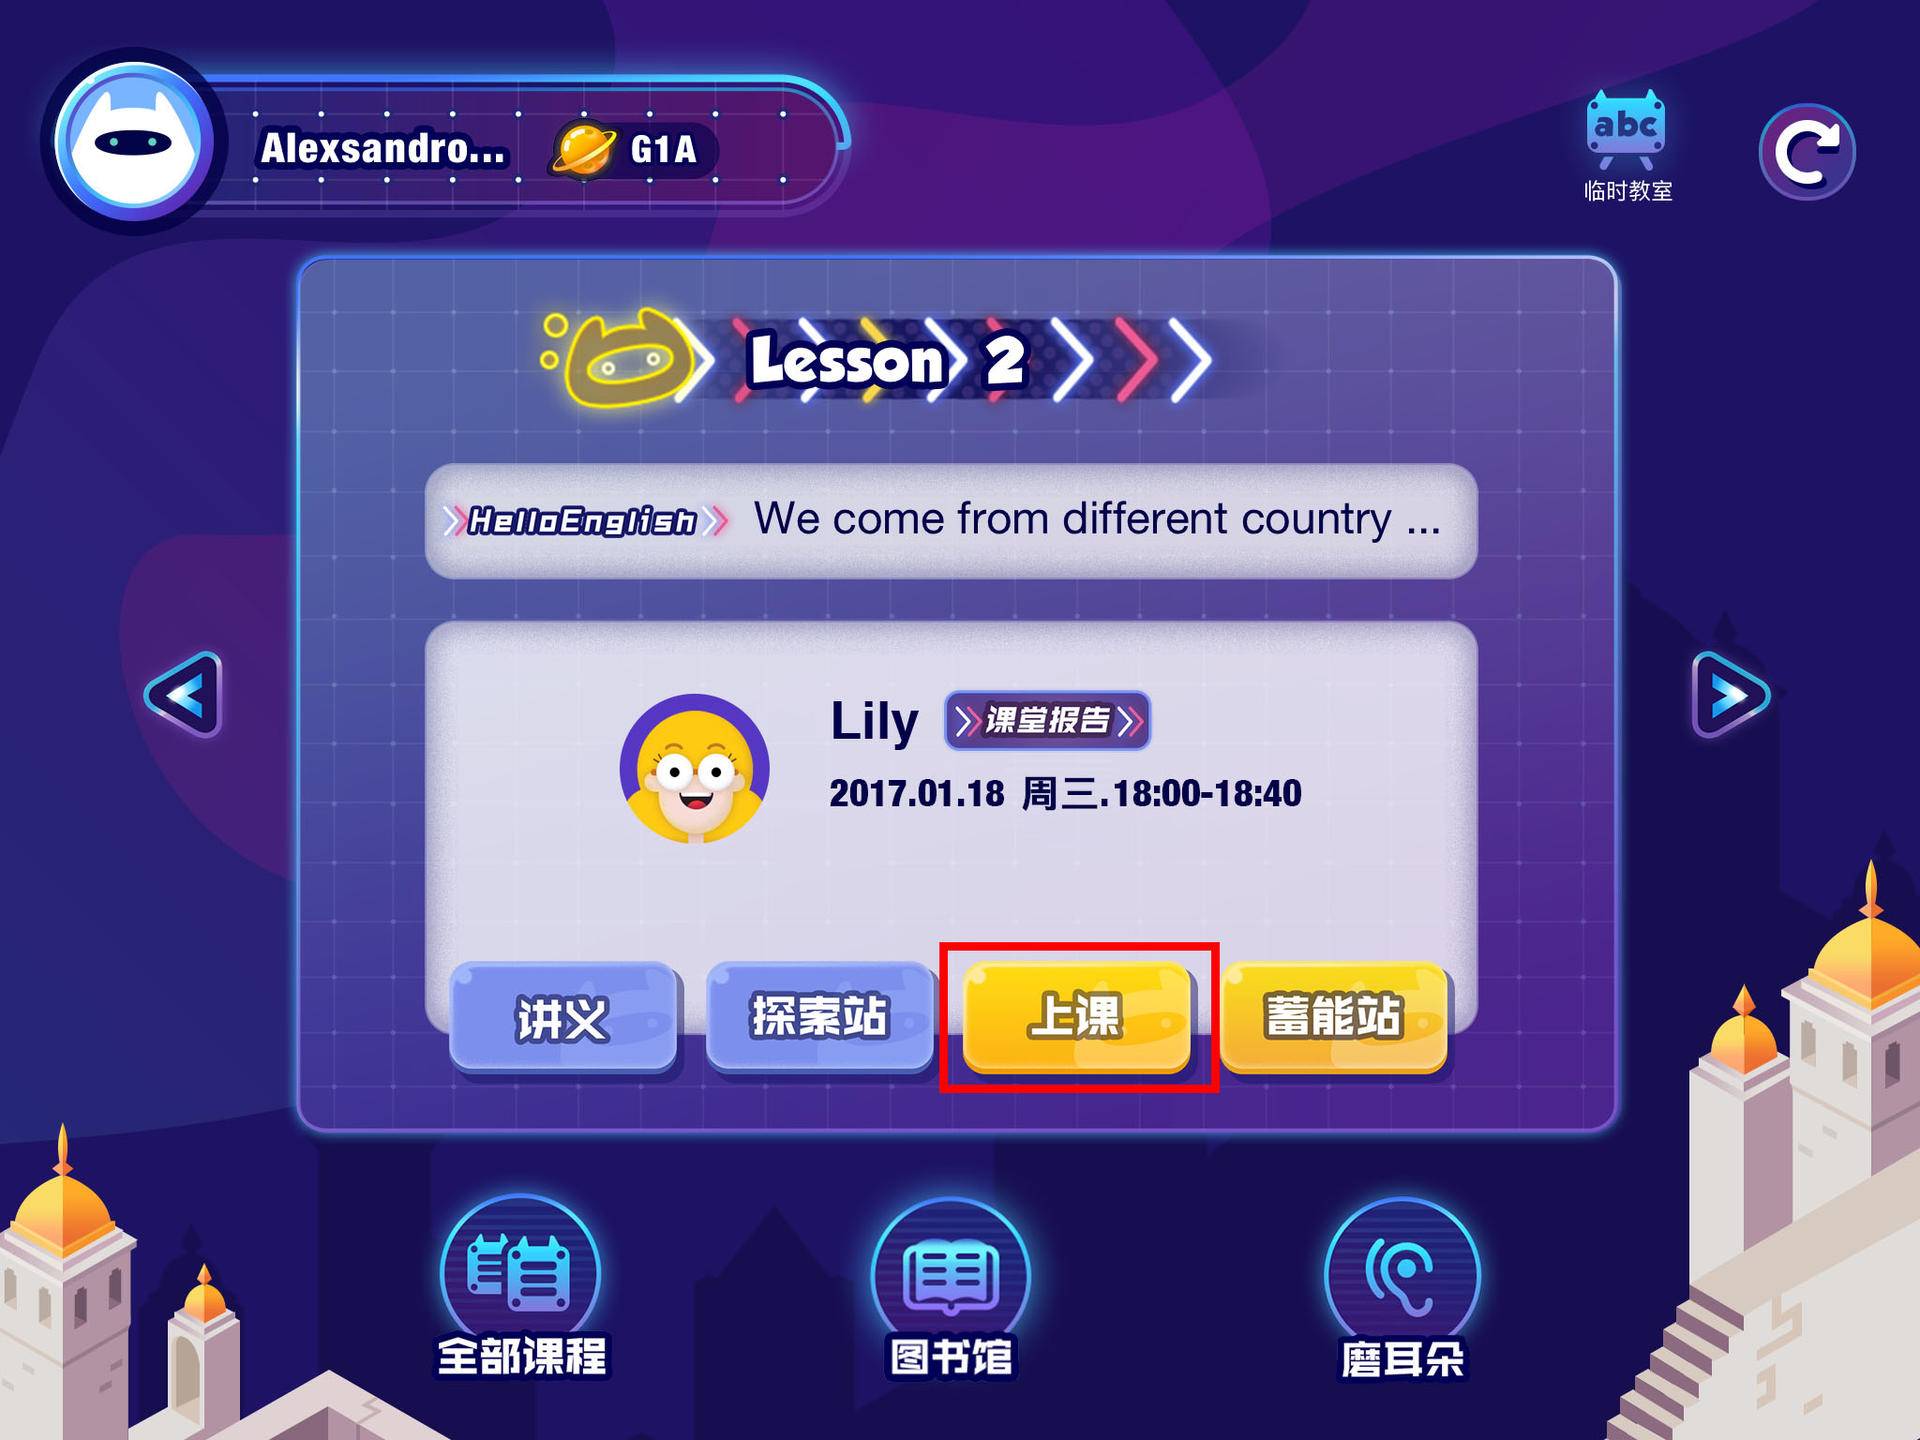 Alexsandro...
G1A
abc
临时教室
Lesson 2
HelloEnglish We come from different country ...
Lily 课堂报告
2017.01.18 周三.18:00-18:40
讲义 探索站 上课 蓄能站
全部课程 图书馆 磨耳朵